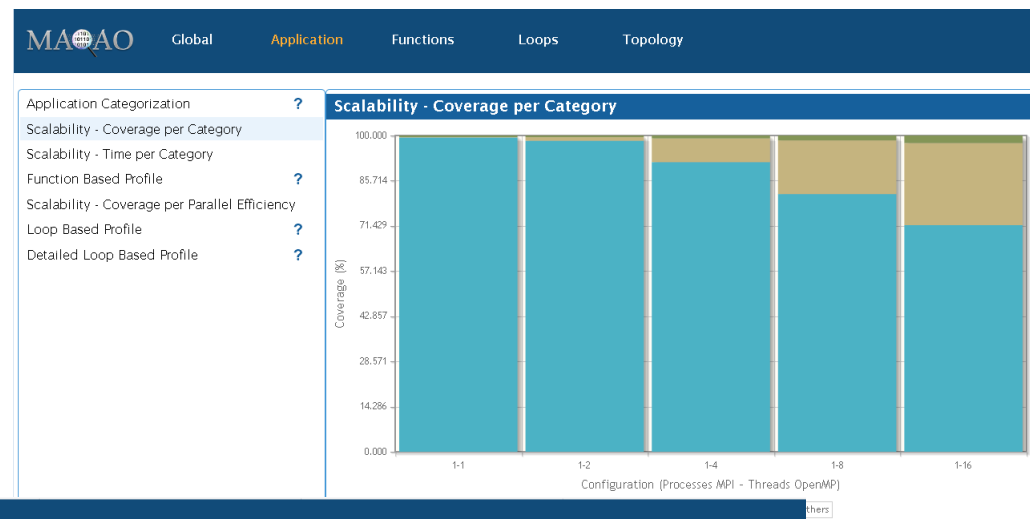 MAQAO Global Application Functions Loops Topology
Application Categorization ?
Scalability - Coverage per Category
Scalability - Time per Category
Function Based Profile ?
Scalability - Coverage per Parallel Efficiency
Loop Based Profile ?
Detailed Loop Based Profile ?
Scalability - Coverage per Category
100.000
85.714
71.429
57.143
42.857
28.571
14.286
0.000
Coverage (%)
1-1 1-2 1-4 1-8 1-16
Configuration (Processes MPI - Threads OpenMP)
thers